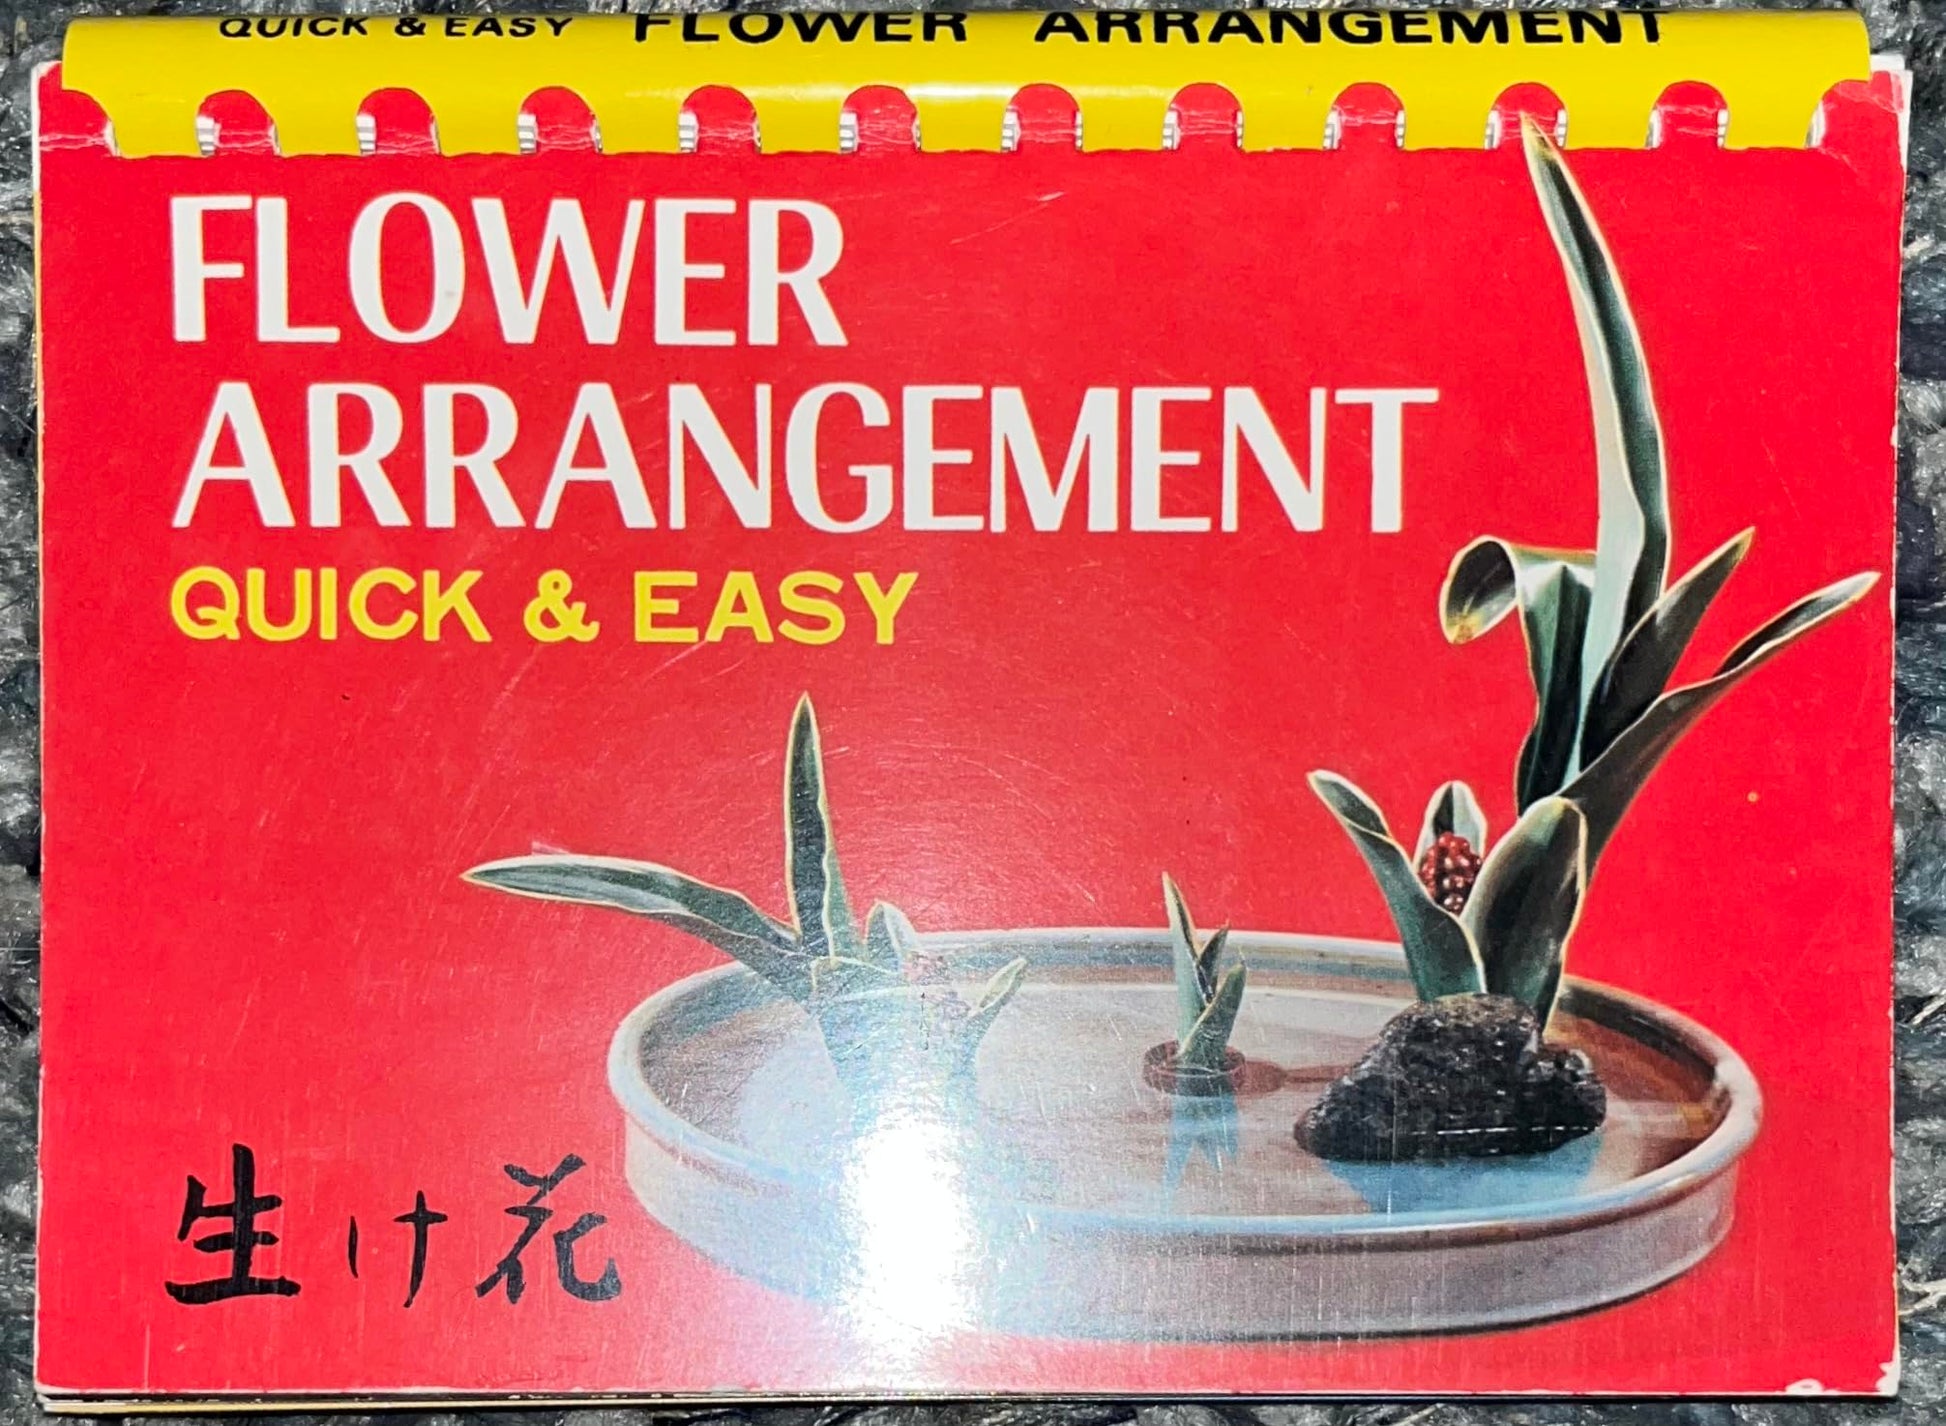 QUICK & EASY FLOWER ARRANGEMENT
FLOWER
ARRANGEMENT
QUICK & EASY
生け花